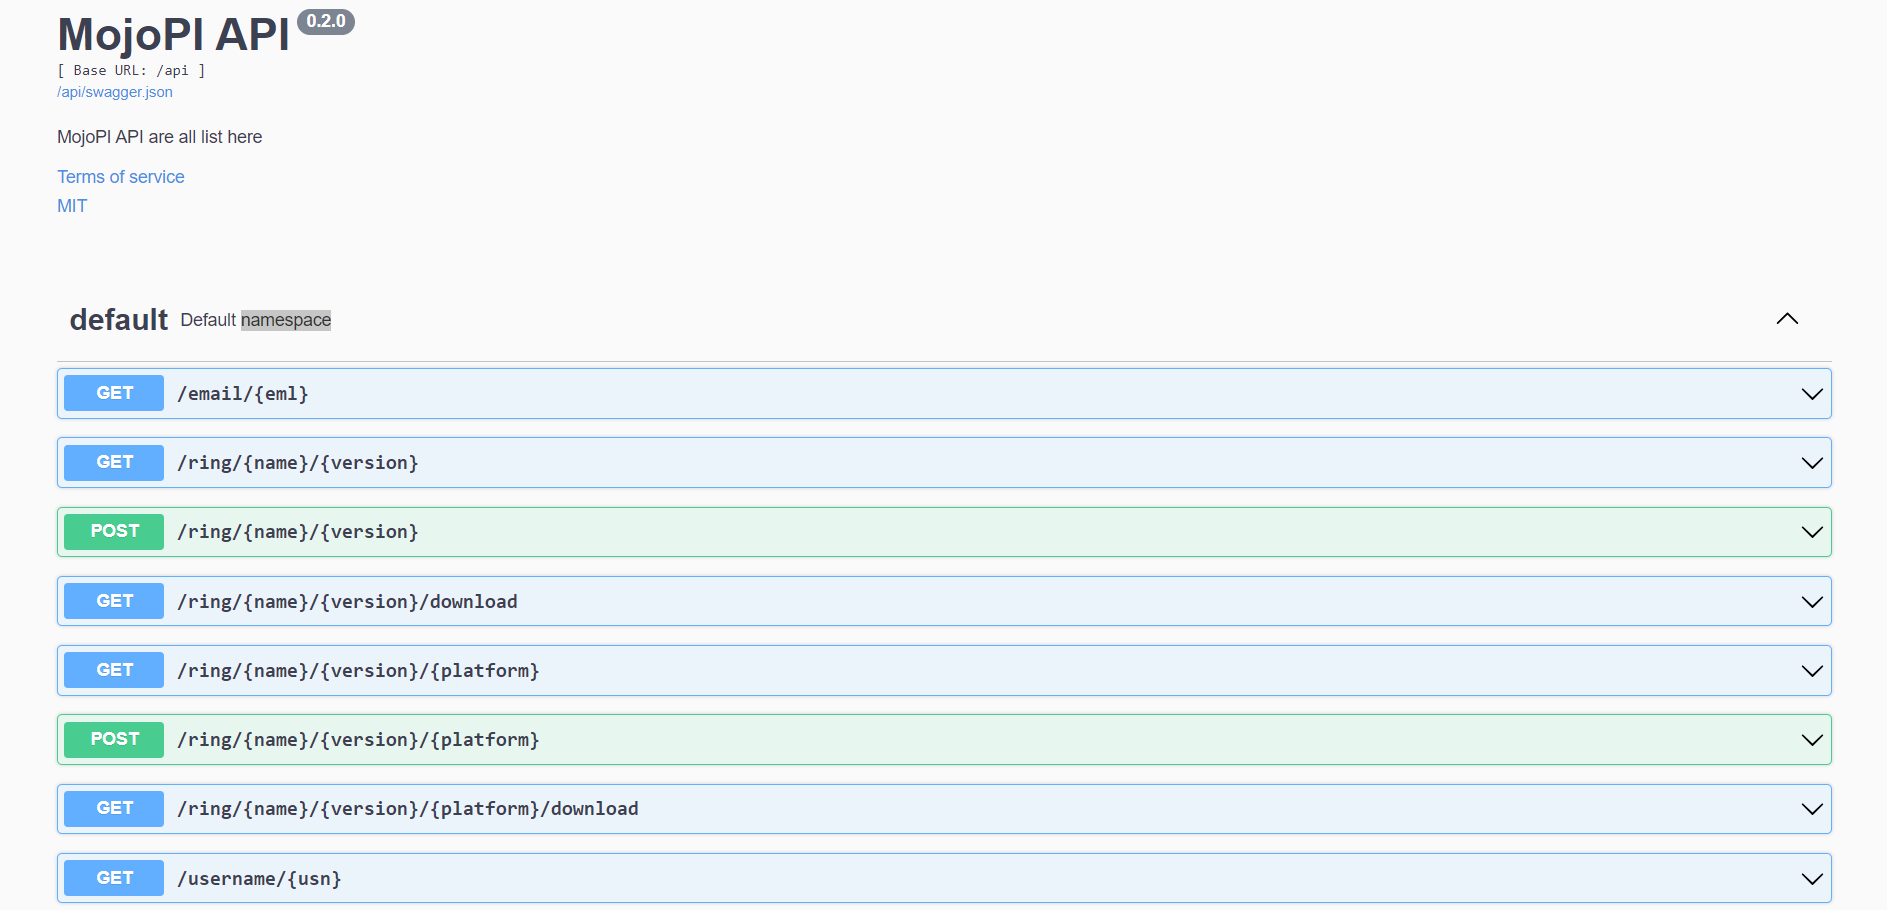 MojoPI API 0.2.0
[ Base URL: /api ]
/api/swagger.json
MojoPI API are all list here
Terms of service
MIT
default Default namespace
GET /email/{eml}
GET /ring/{name}/{version}
POST /ring/{name}/{version}
GET /ring/{name}/{version}/download
GET /ring/{name}/{version}/{platform}
POST /ring/{name}/{version}/{platform}
GET /ring/{name}/{version}/{platform}/download
GET /username/{usn}